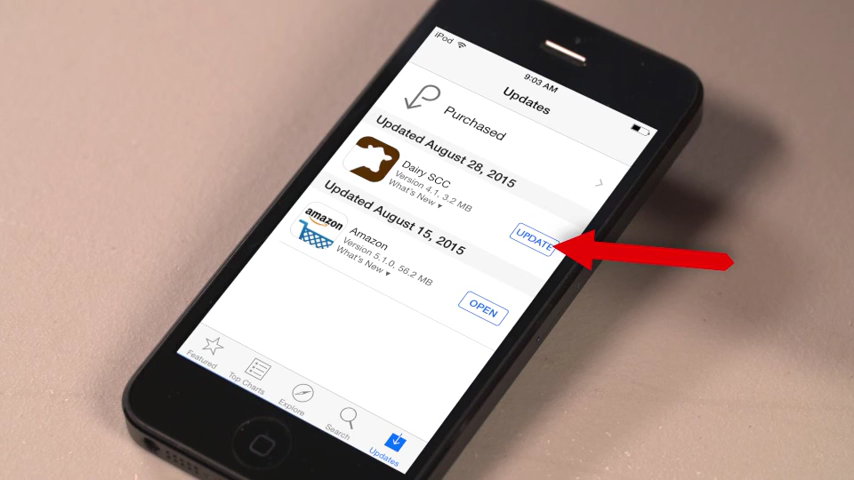 iPod
9:03 AM
Updates
Purchased
Updated August 28, 2015
Dairy SCC
Version 4.1, 3.2 MB
What's New ▾
UPDATE
Updated August 15, 2015
amazon
Amazon
Version 5.1.0, 56.2 MB
What's New ▾
OPEN
Featured
Top Charts
Explore
Search
Updates